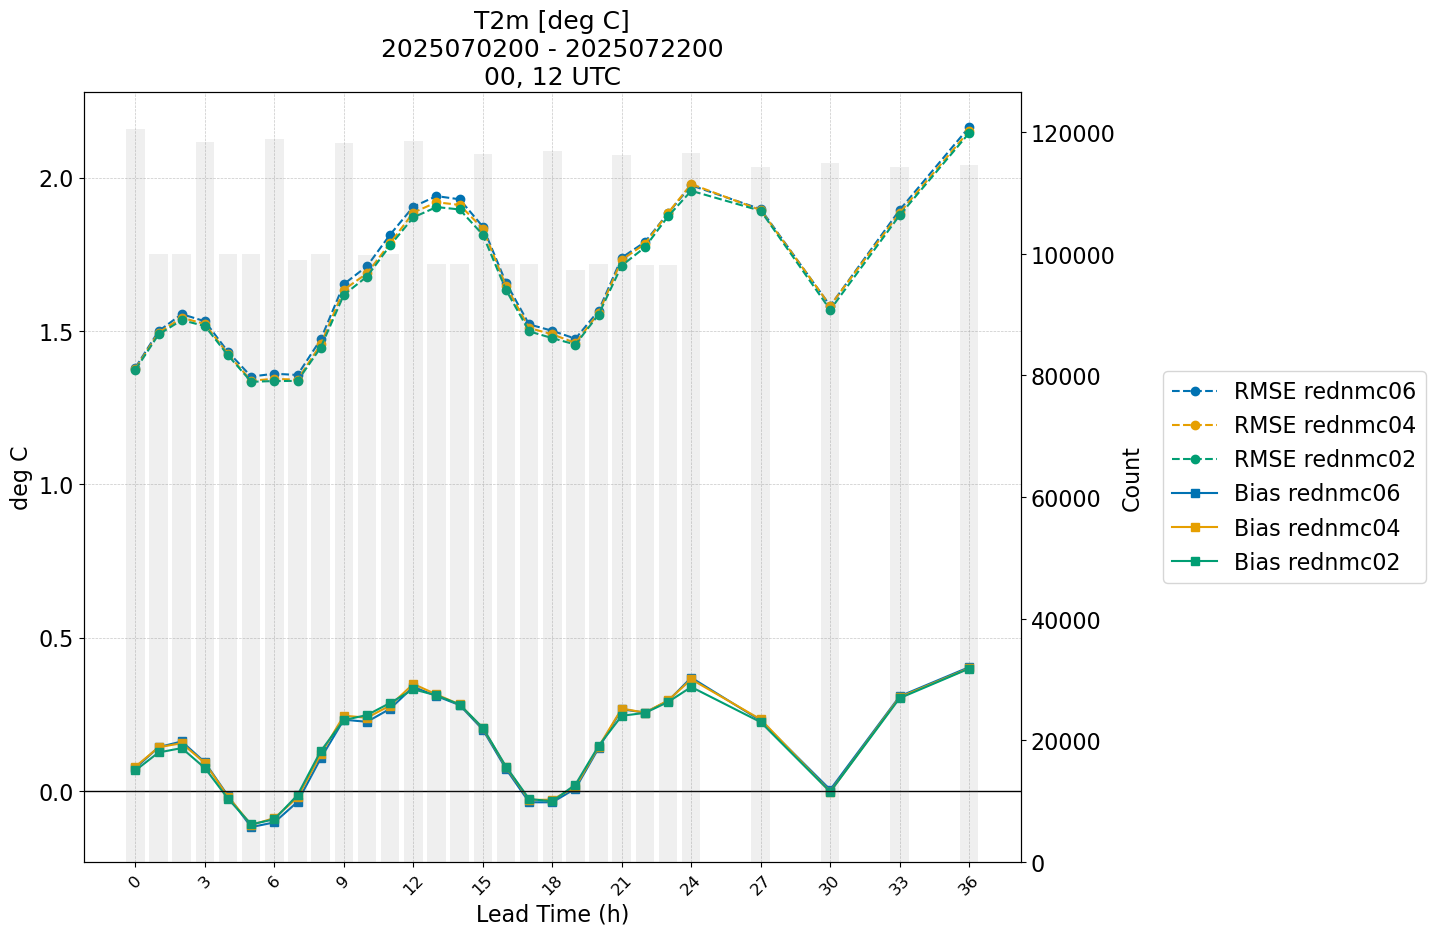 T2m [deg C]
2025070200 - 2025072200
00, 12 UTC
2.0
1.5
1.0
0.5
0.0
deg C
120000
100000
80000
60000
40000
20000
0
Count
0 3 6 9 12 15 18 21 24 27 30 33 36
Lead Time (h)
RMSE rednmc06
RMSE rednmc04
RMSE rednmc02
Bias rednmc06
Bias rednmc04
Bias rednmc02